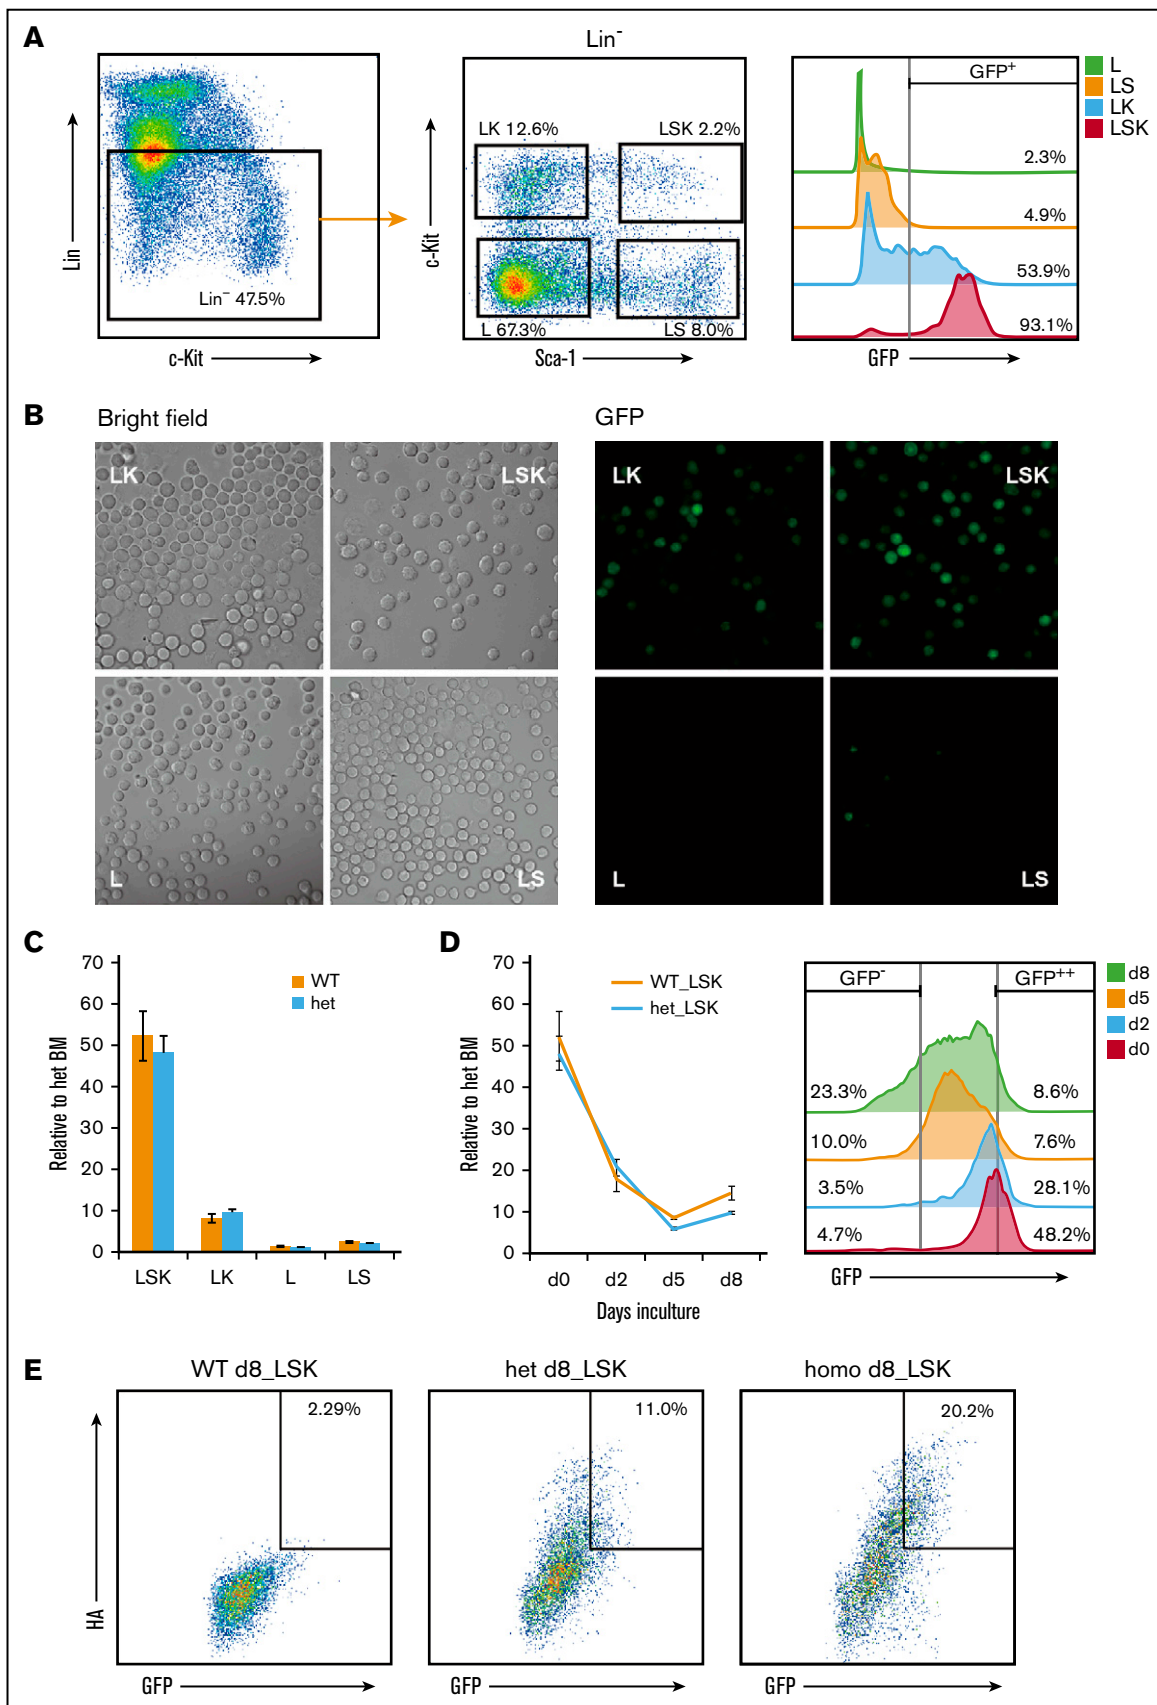 A
Lin-
Lin
Lin- 47.5%
c-Kit
c-Kit
LK 12.6%
LSK 2.2%
L 67.3%
LS 8.0%
Sca-1
GFP+
2.3%
4.9%
53.9%
93.1%
GFP
L
LS
LK
LSK
B
Bright field
GFP
LK
LSK
L
LS
LK
LSK
L
LS
C
Relative to het BM
70
60
50
40
30
20
10
0
WT
het
LSK
LK
L
LS
D
Relative to het BM
70
60
50
40
30
20
10
0
WT_LSK
het_LSK
d0
d2
d5
d8
Days inculture
GFP-
GFP++
23.3%
8.6%
10.0%
7.6%
3.5%
28.1%
4.7%
48.2%
GFP
d8
d5
d2
d0
E
WT d8_LSK
het d8_LSK
homo d8_LSK
2.29%
11.0%
20.2%
HA
GFP
GFP
GFP